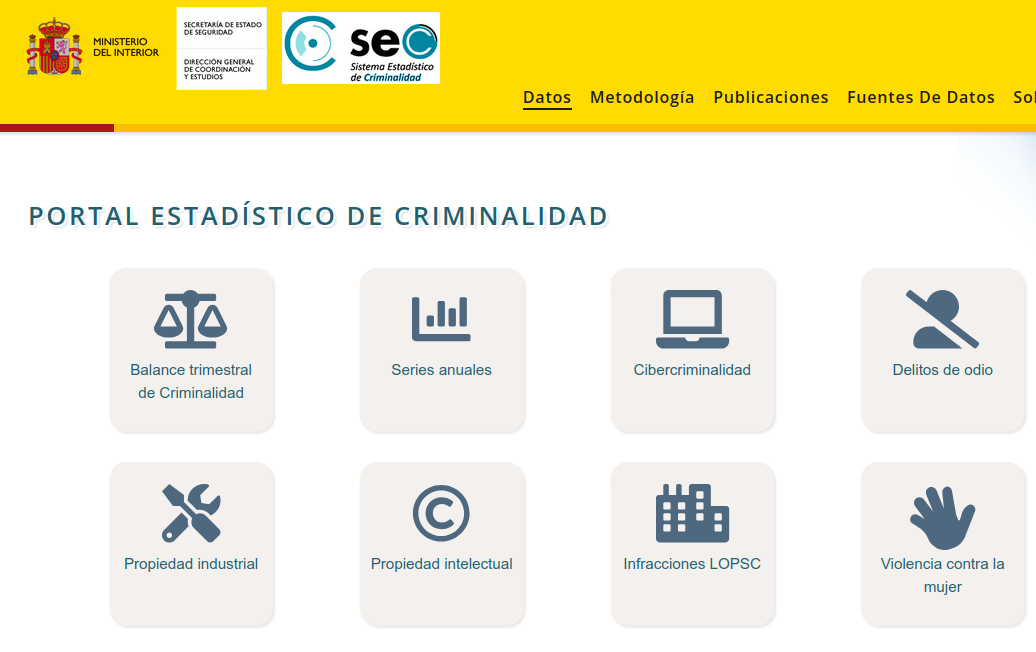 MINISTERIO
DEL INTERIOR
SECRETARÍA DE ESTADO
DE SEGURIDAD
DIRECCIÓN GENERAL
DE COORDINACIÓN
Y ESTUDIOS
sec
Sistema Estadístico
de Criminalidad
Datos Metodología Publicaciones Fuentes De Datos
PORTAL ESTADÍSTICO DE CRIMINALIDAD
Balance trimestral
de Criminalidad
Series anuales
Cibercriminalidad
Delitos de odio
Propiedad industrial
Propiedad intelectual
Infracciones LOPSC
Violencia contra la
mujer